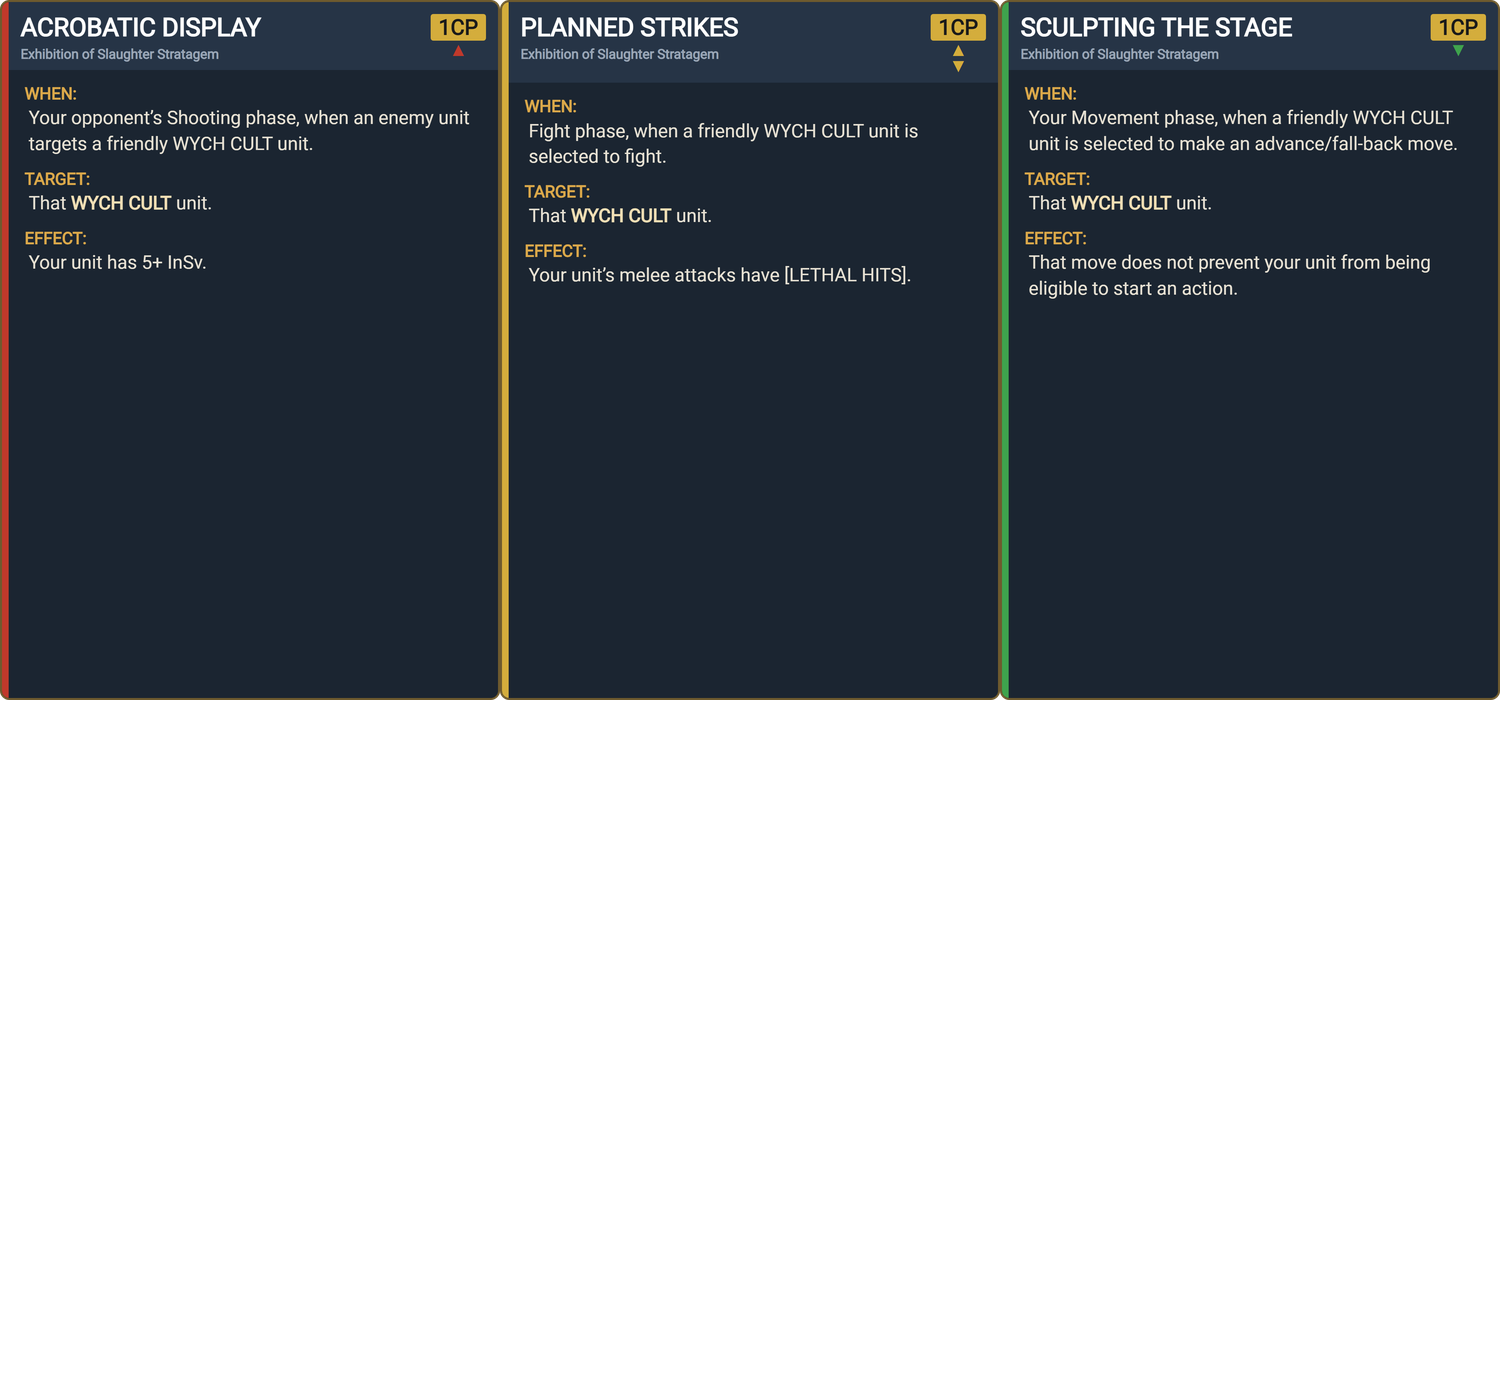 ACROBATIC DISPLAY
1CP
Exhibition of Slaughter Stratagem
WHEN:
Your opponent’s Shooting phase, when an enemy unit
targets a friendly WYCH CULT unit.
TARGET:
That WYCH CULT unit.
EFFECT:
Your unit has 5+ InSv.
PLANNED STRIKES
1CP
Exhibition of Slaughter Stratagem
WHEN:
Fight phase, when a friendly WYCH CULT unit is
selected to fight.
TARGET:
That WYCH CULT unit.
EFFECT:
Your unit’s melee attacks have [LETHAL HITS].
SCULPTING THE STAGE
1CP
Exhibition of Slaughter Stratagem
WHEN:
Your Movement phase, when a friendly WYCH CULT
unit is selected to make an advance/fall-back move.
TARGET:
That WYCH CULT unit.
EFFECT:
That move does not prevent your unit from being
eligible to start an action.